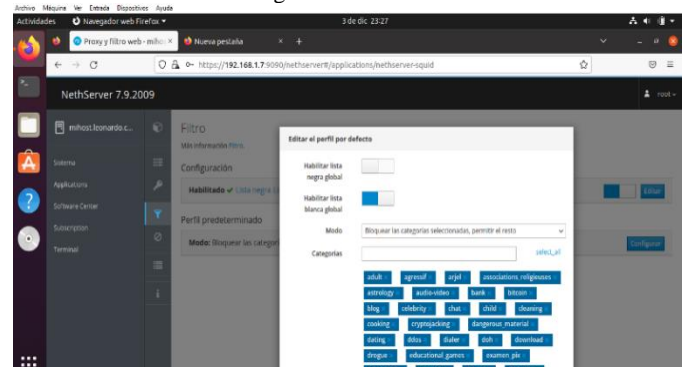 Archivo Máquina Ver Entrada Dispositivos Ayuda
Actividades Navegador web Firefox 3 de dic 23:27
Proxy y filtro web - mihos × Nueva pestaña × +
https://192.168.1.7:9090/nethserver#/applications/nethserver-squid
NethServer 7.9.2009 root
mihost.leonardo.c...
Sistema
Applications
Software Center
Subscription
Terminal
Filtro
Más información Filtro.
Configuración
Habilitado ✓ Lista negra
Editar
Perfil predeterminado
Modo: Bloquear las categor
Configurar
Editar el perfil por defecto
Habilitar lista
negra global
Habilitar lista
blanca global
Modo Bloquear las categorías seleccionadas, permitir el resto
Categorías select_all
adult agressif arjel associations_religieuses
astrology audio-video bank bitcoin
blog celebrity chat child cleaning
cooking cryptojacking dangerous_material
dating ddos dialer doh download
drogue educational_games examen_pix